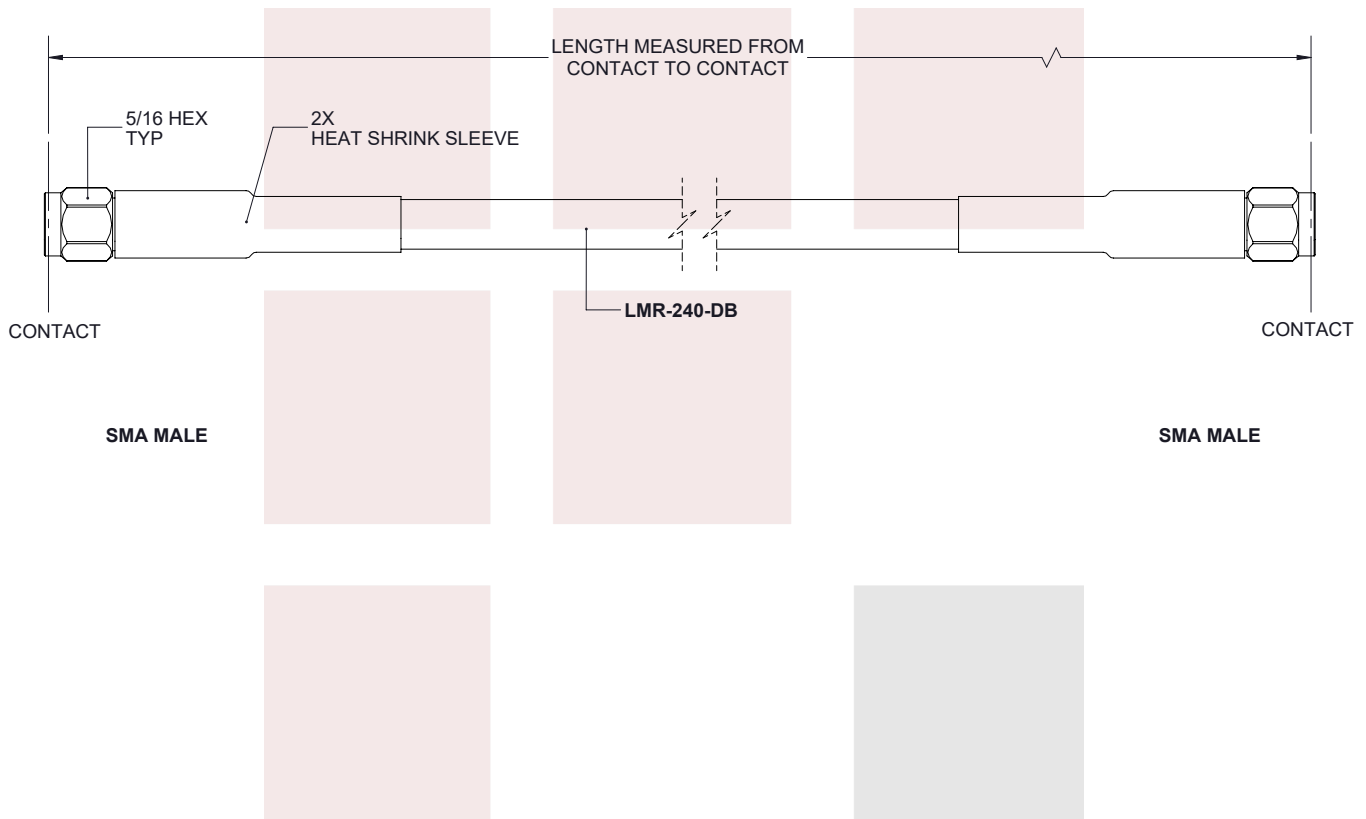 LENGTH MEASURED FROM
CONTACT TO CONTACT
5/16 HEX
TYP
2X
HEAT SHRINK SLEEVE
LMR-240-DB
CONTACT
CONTACT
SMA MALE
SMA MALE